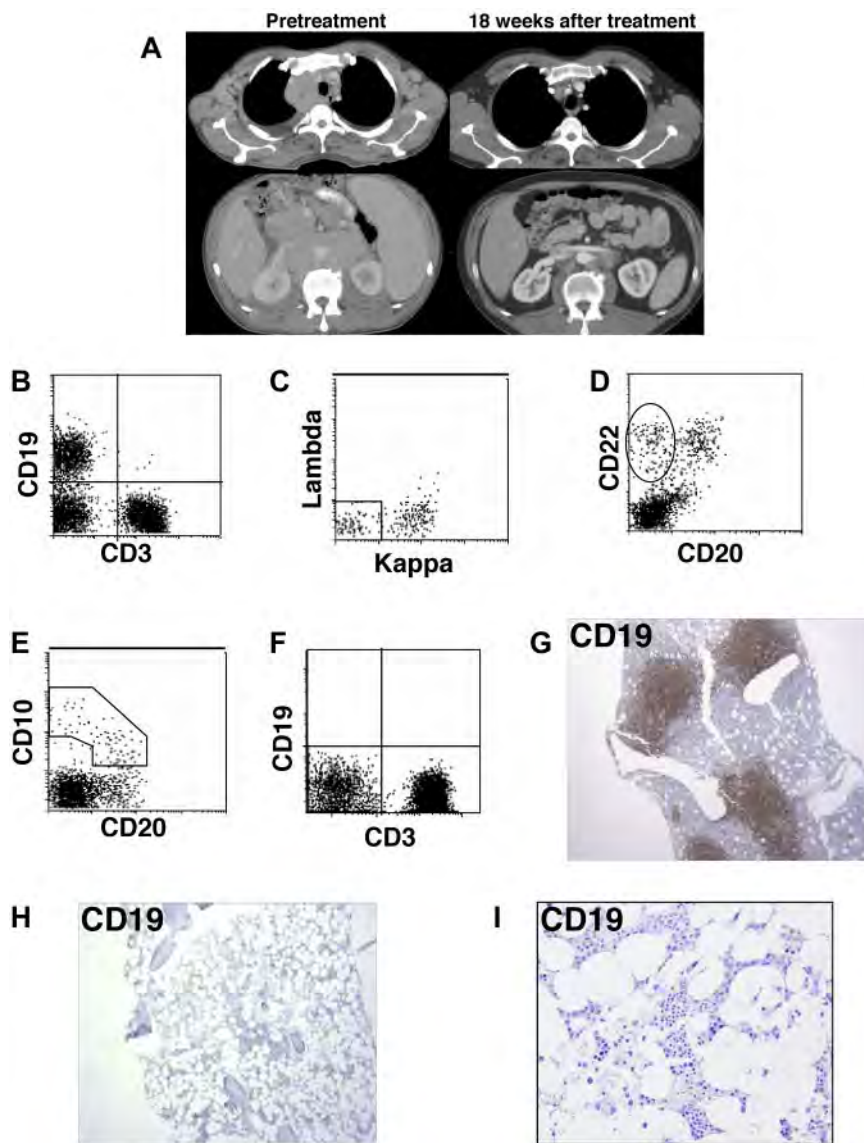 Pretreatment 18 weeks after treatment
A
B CD19 CD3
C Lambda Kappa
D CD22 CD20
E CD10 CD20
F CD19 CD3
G CD19
H CD19
I CD19